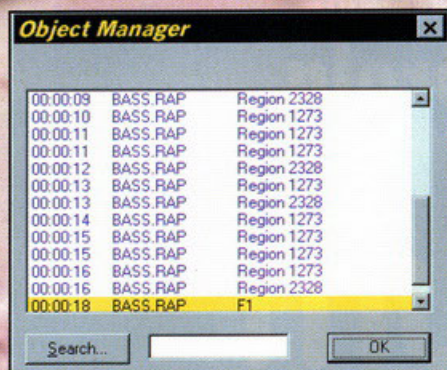 Object Manager
00:00:09 BASS.RAP Region 2328
00:00:10 BASS.RAP Region 1273
00:00:11 BASS.RAP Region 1273
00:00:11 BASS.RAP Region 1273
00:00:12 BASS.RAP Region 2328
00:00:13 BASS.RAP Region 1273
00:00:13 BASS.RAP Region 2328
00:00:14 BASS.RAP Region 1273
00:00:15 BASS.RAP Region 1273
00:00:15 BASS.RAP Region 1273
00:00:16 BASS.RAP Region 1273
00:00:16 BASS.RAP Region 2328
00:00:18 BASS.RAP F1
Search... OK